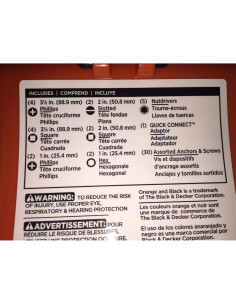 INCLUDES | COMPREND | INCLUYE
(4) 3½ in. (88.9 mm)
Phillips
Tête cruciforme
Phillips
(4) 3½ in. (88.9 mm)
Square
Tête carrée
Cuadrada
(2) 1 in. (25.4 mm)
Phillips
Tête cruciforme
Phillips
(2) 2 in. (50.8 mm)
Slotted
Tête fendue
Plana
(2) 2 in. (50.8 mm)
Square
Tête carrée
Cuadrada
(2) 1 in. (25.4 mm)
Hex
Hexagonale
Hexagonal
(5) Nutdrivers
Tourne-écrous
Llaves de tuercas
(1) QUICK CONNECT
Adaptor
Adaptateur
Adaptador
(30) Assorted Anchors & Screws
Vis et dispositifs
d'ancrage assortis
Anclajes y tornillos surtidos
WARNING: TO REDUCE THE RISK
OF INJURY, USE PROPER EYE,
RESPIRATORY & HEARING PROTECTION
AVERTISSEMENT: POUR
RÉDUIRE LE RISQUE DE BLESSURES,
Orange and Black is a trademark
of The Black & Decker Corporation.
Les couleurs orange et noir sont
une marque de commerce de
The Black & Decker Corporation.
El uso de los colores anaranjado y
negro es una marca registrada de
The Black & Decker Corporation.